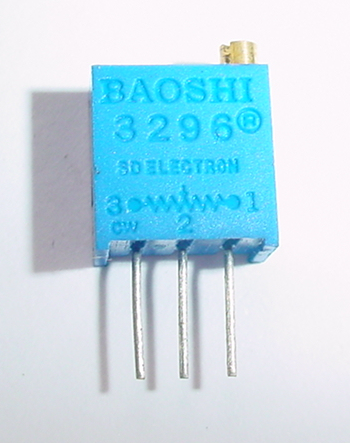 BAOSHI
3296®
SD ELECTRON
3 1
CW 2